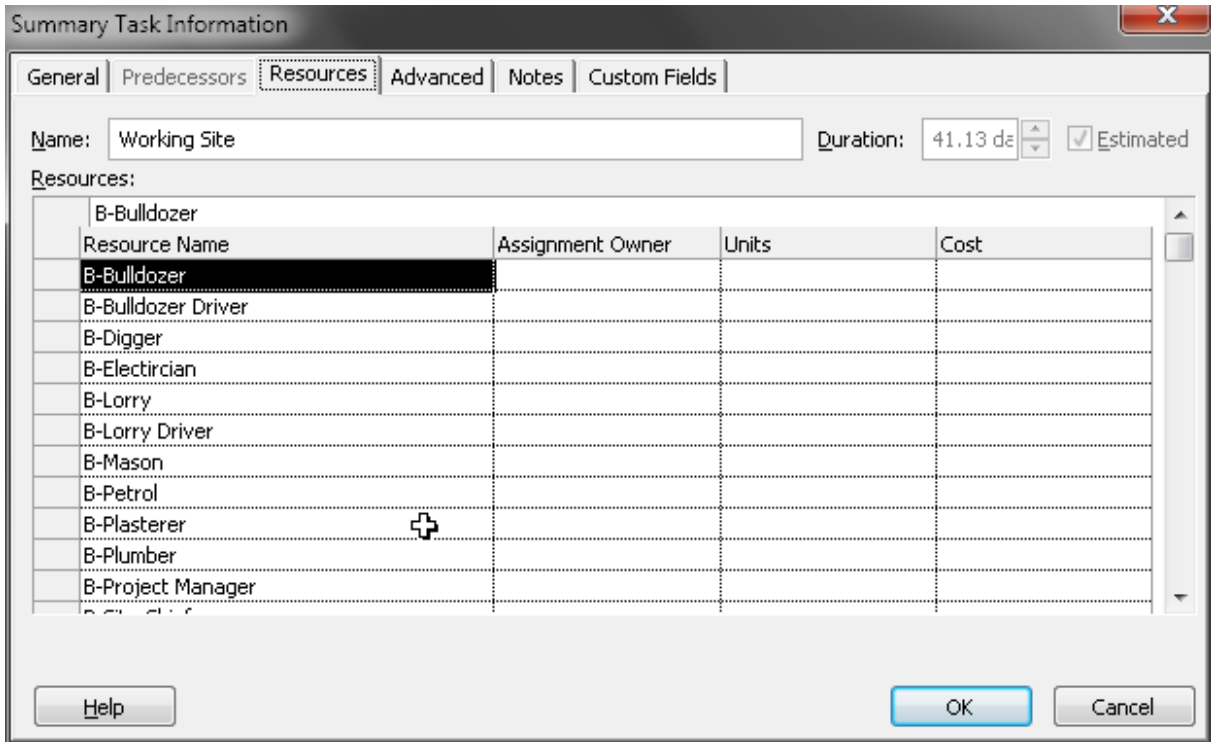 Summary Task Information
General Predecessors Resources Advanced Notes Custom Fields
Name: Working Site Duration: 41.13 da Estimated
Resources:
B-Bulldozer
Resource Name Assignment Owner Units Cost
B-Bulldozer
B-Bulldozer Driver
B-Digger
B-Electircian
B-Lorry
B-Lorry Driver
B-Mason
B-Petrol
B-Plasterer
B-Plumber
B-Project Manager
Help OK Cancel